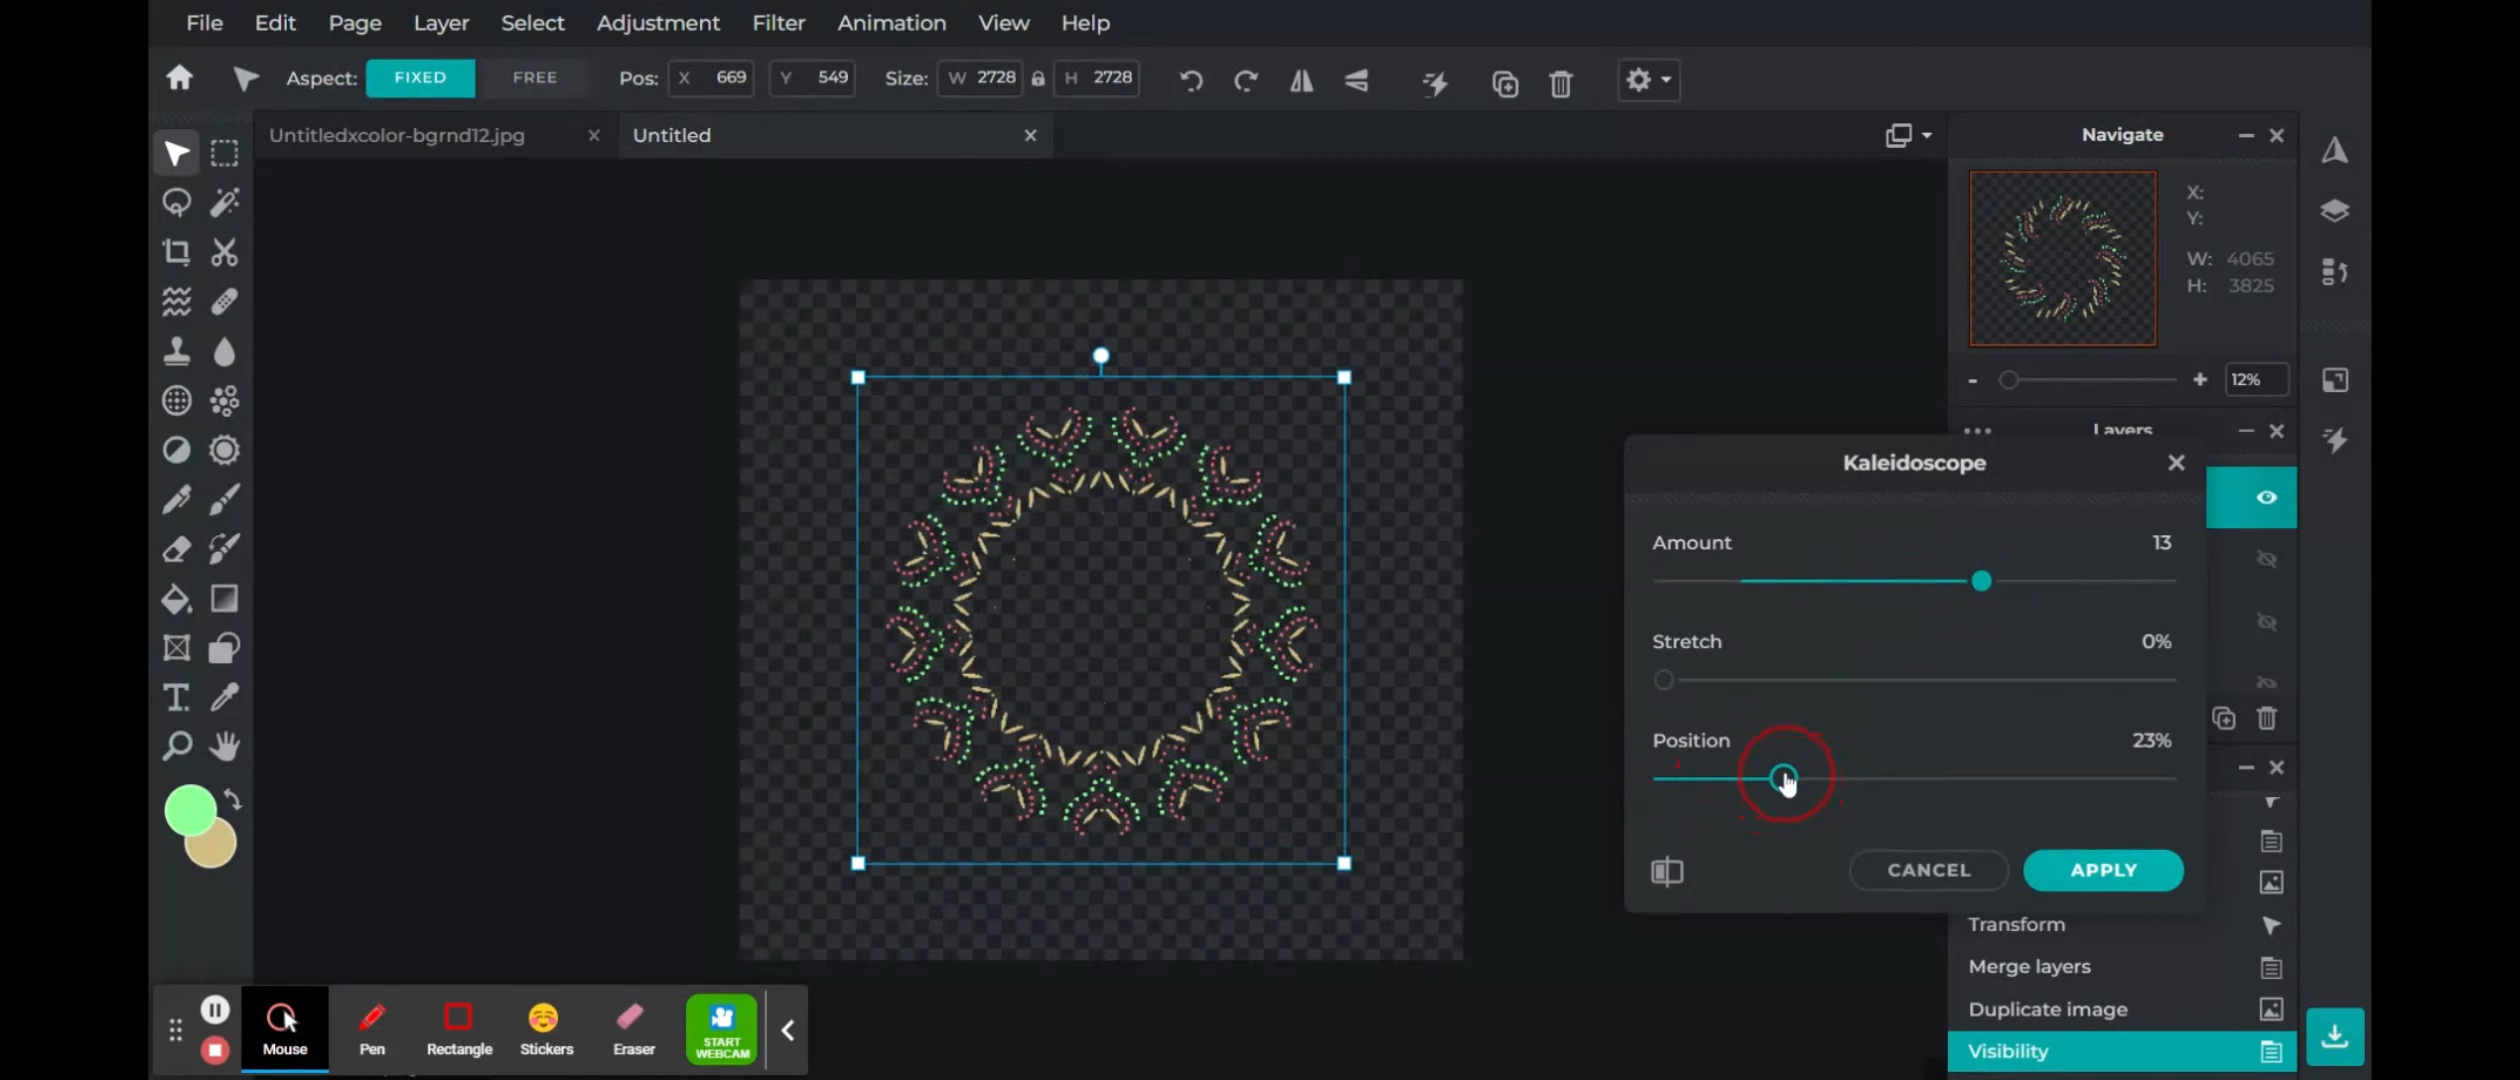 File Edit Page Layer Select Adjustment Filter Animation View Help
Aspect: FIXED FREE Pos: X 669 Y 549 Size: W 2728 H 2728
Untitledxcolor-bgrnd12.jpg
Untitled
Navigate
X:
Y:
W: 4065
H: 3825
12%
Layers
Kaleidoscope
Amount 13
Stretch 0%
Position 23%
CANCEL APPLY
Transform
Merge layers
Duplicate image
Visibility
T.
Mouse Pen Rectangle Stickers Eraser
START
WEBCAM